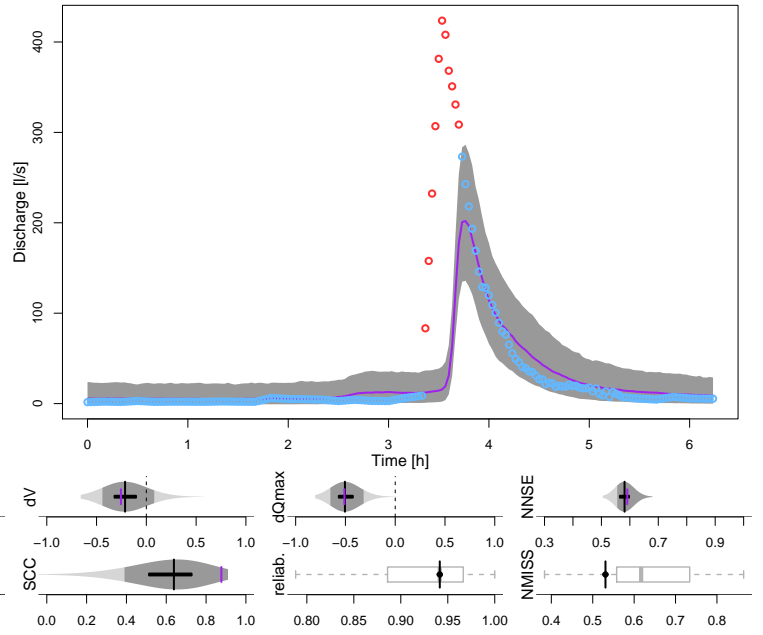 400
300
200
100
0
Discharge [l/s]
0 1 2 3 4 5 6
Time [h]
dV
−1.0 −0.5 0.0 0.5 1.0
dQmax
−1.0 −0.5 0.0 0.5 1.0
NNSE
0.3 0.5 0.7 0.9
SCC
0.0 0.2 0.4 0.6 0.8 1.0
reliab.
0.80 0.85 0.90 0.95 1.00
NMISS
0.4 0.5 0.6 0.7 0.8